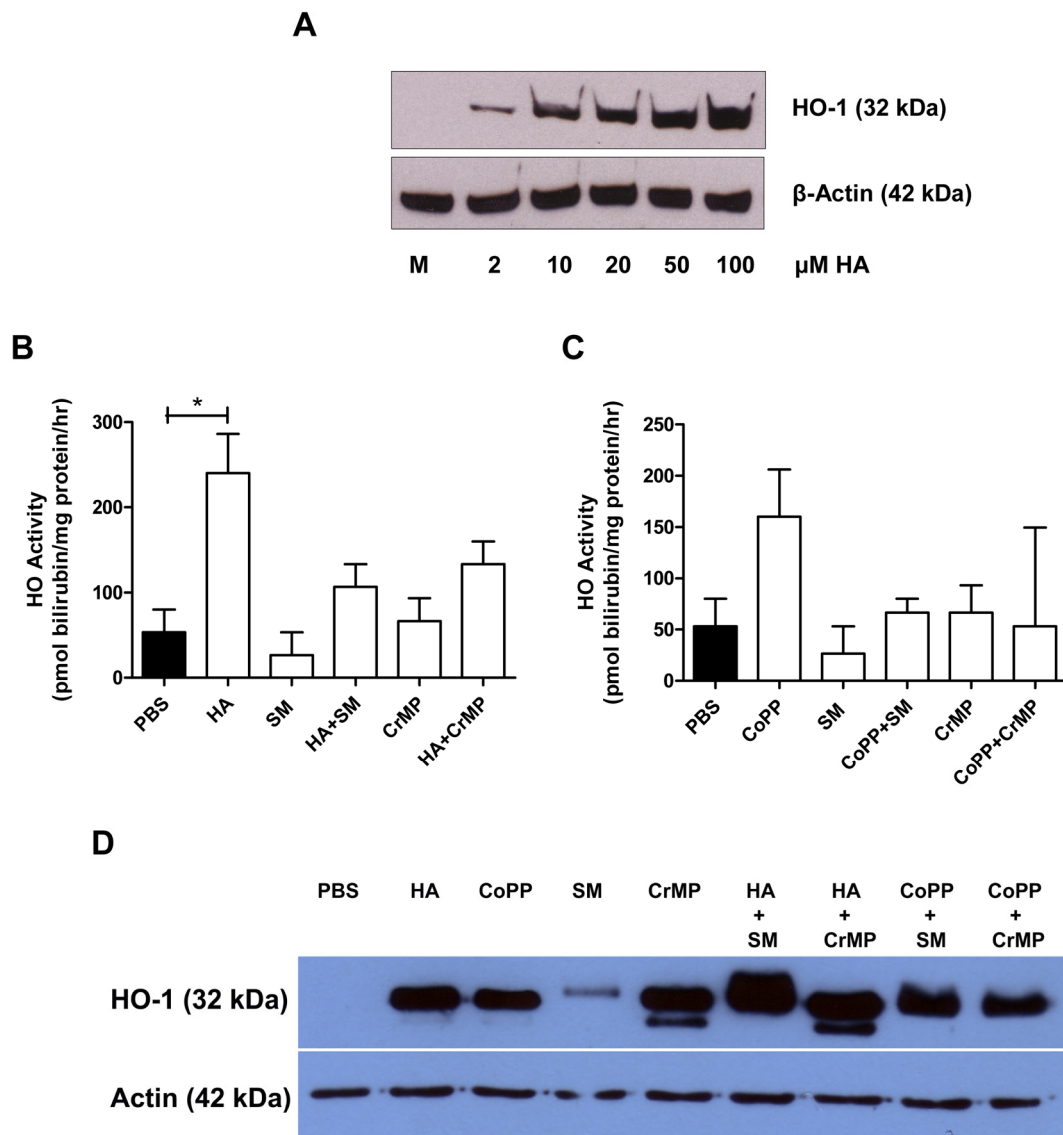 A
HO-1 (32 kDa)
β-Actin (42 kDa)
M 2 10 20 50 100 µM HA
B
HO Activity
(pmol bilirubin/mg protein/hr)
300
200
100
0
*
PBS HA SM HA+SM CrMP HA+CrMP
C
HO Activity
(pmol bilirubin/mg protein/hr)
250
200
150
100
50
0
PBS CoPP SM CoPP+SM CrMP CoPP+CrMP
D
PBS HA CoPP SM CrMP HA HA CoPP CoPP
+ + + +
SM CrMP SM CrMP
HO-1 (32 kDa)
Actin (42 kDa)